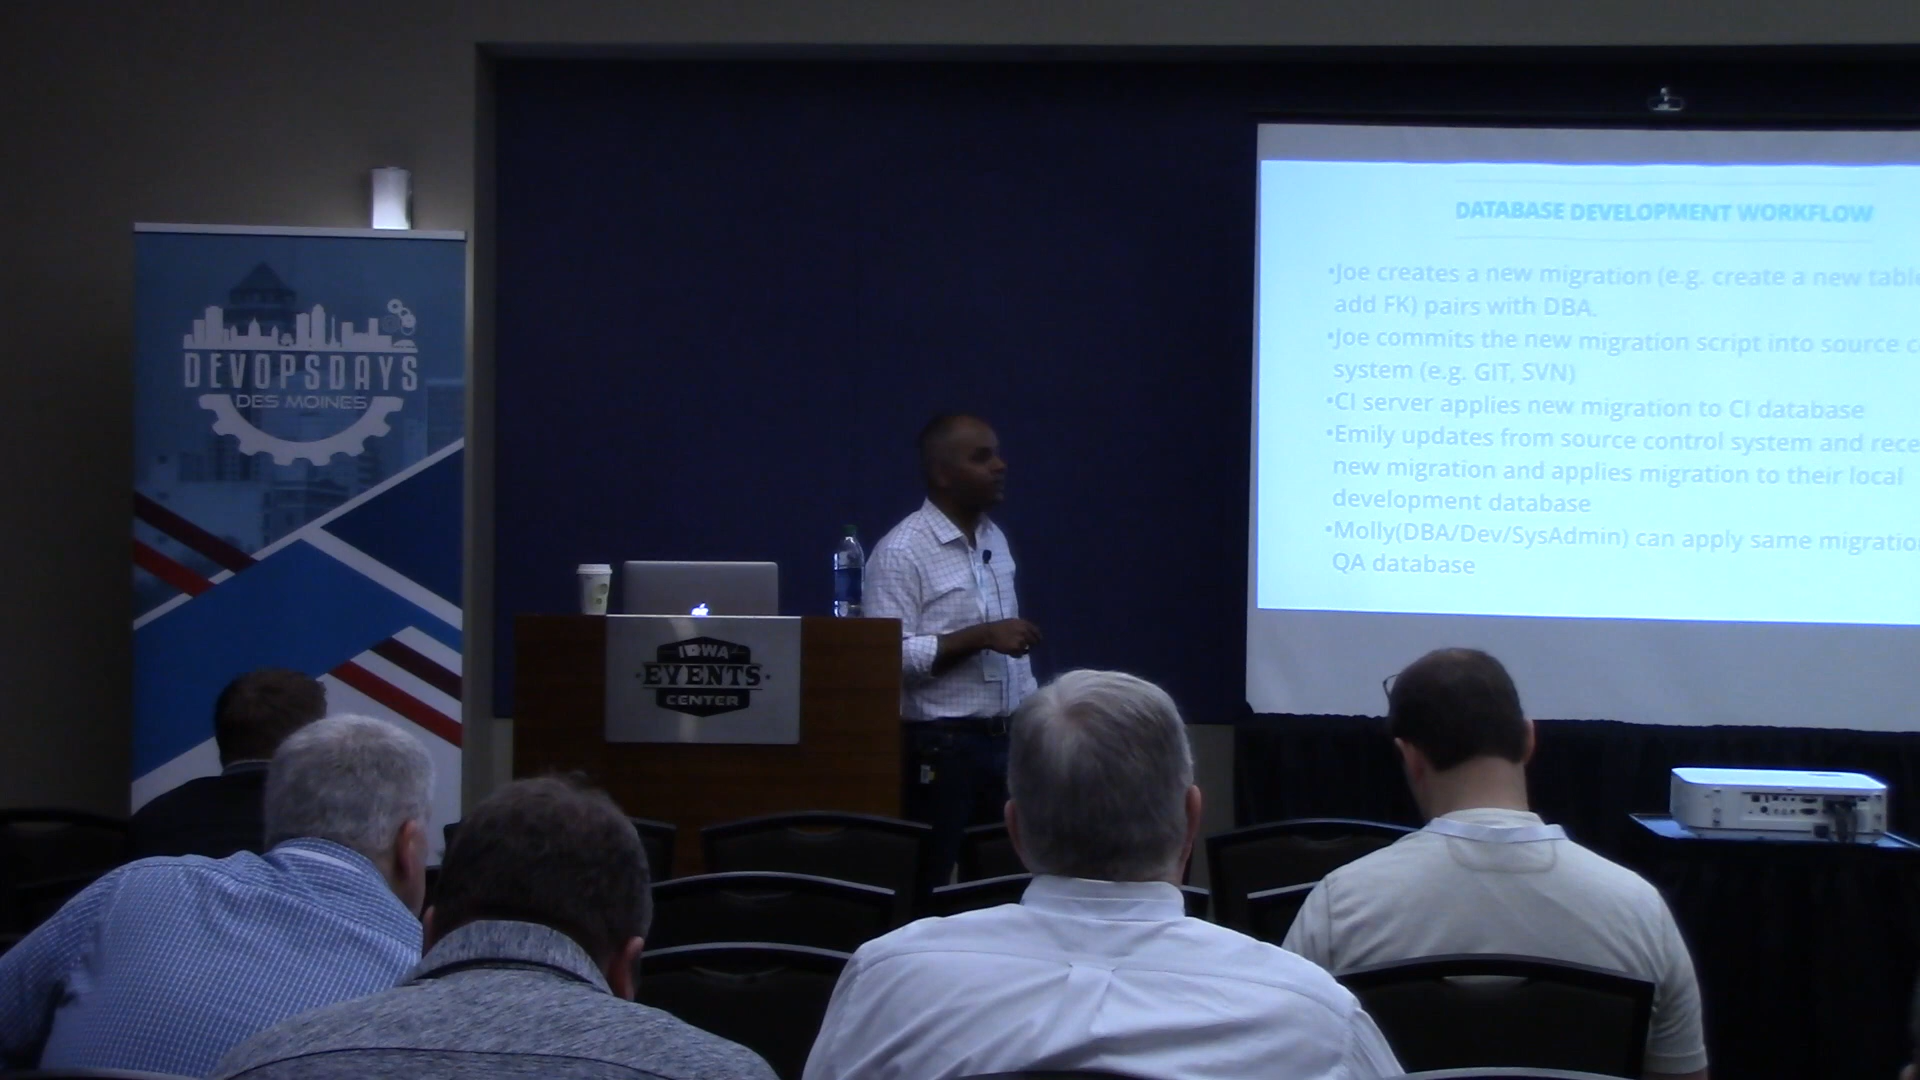 DEVOPSDAYS
DES MOINES
IOWA
EVENTS
CENTER
DATABASE DEVELOPMENT WORKFLOW
•Joe creates a new migration (e.g. create a new
add FK) pairs with DBA.
•Joe commits the new migration script into source
system (e.g. GIT, SVN)
•CI server applies new migration to CI database
•Emily updates from source control system and
new migration and applies migration to their local
development database
•Molly(DBA/Dev/SysAdmin) can apply same
QA database